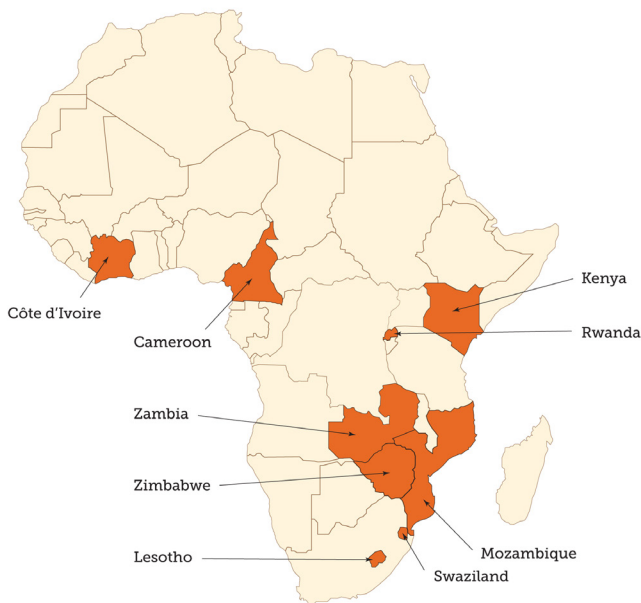 Kenya
Côte d’Ivoire
Rwanda
Cameroon
Zambia
Zimbabwe
Mozambique
Lesotho
Swaziland